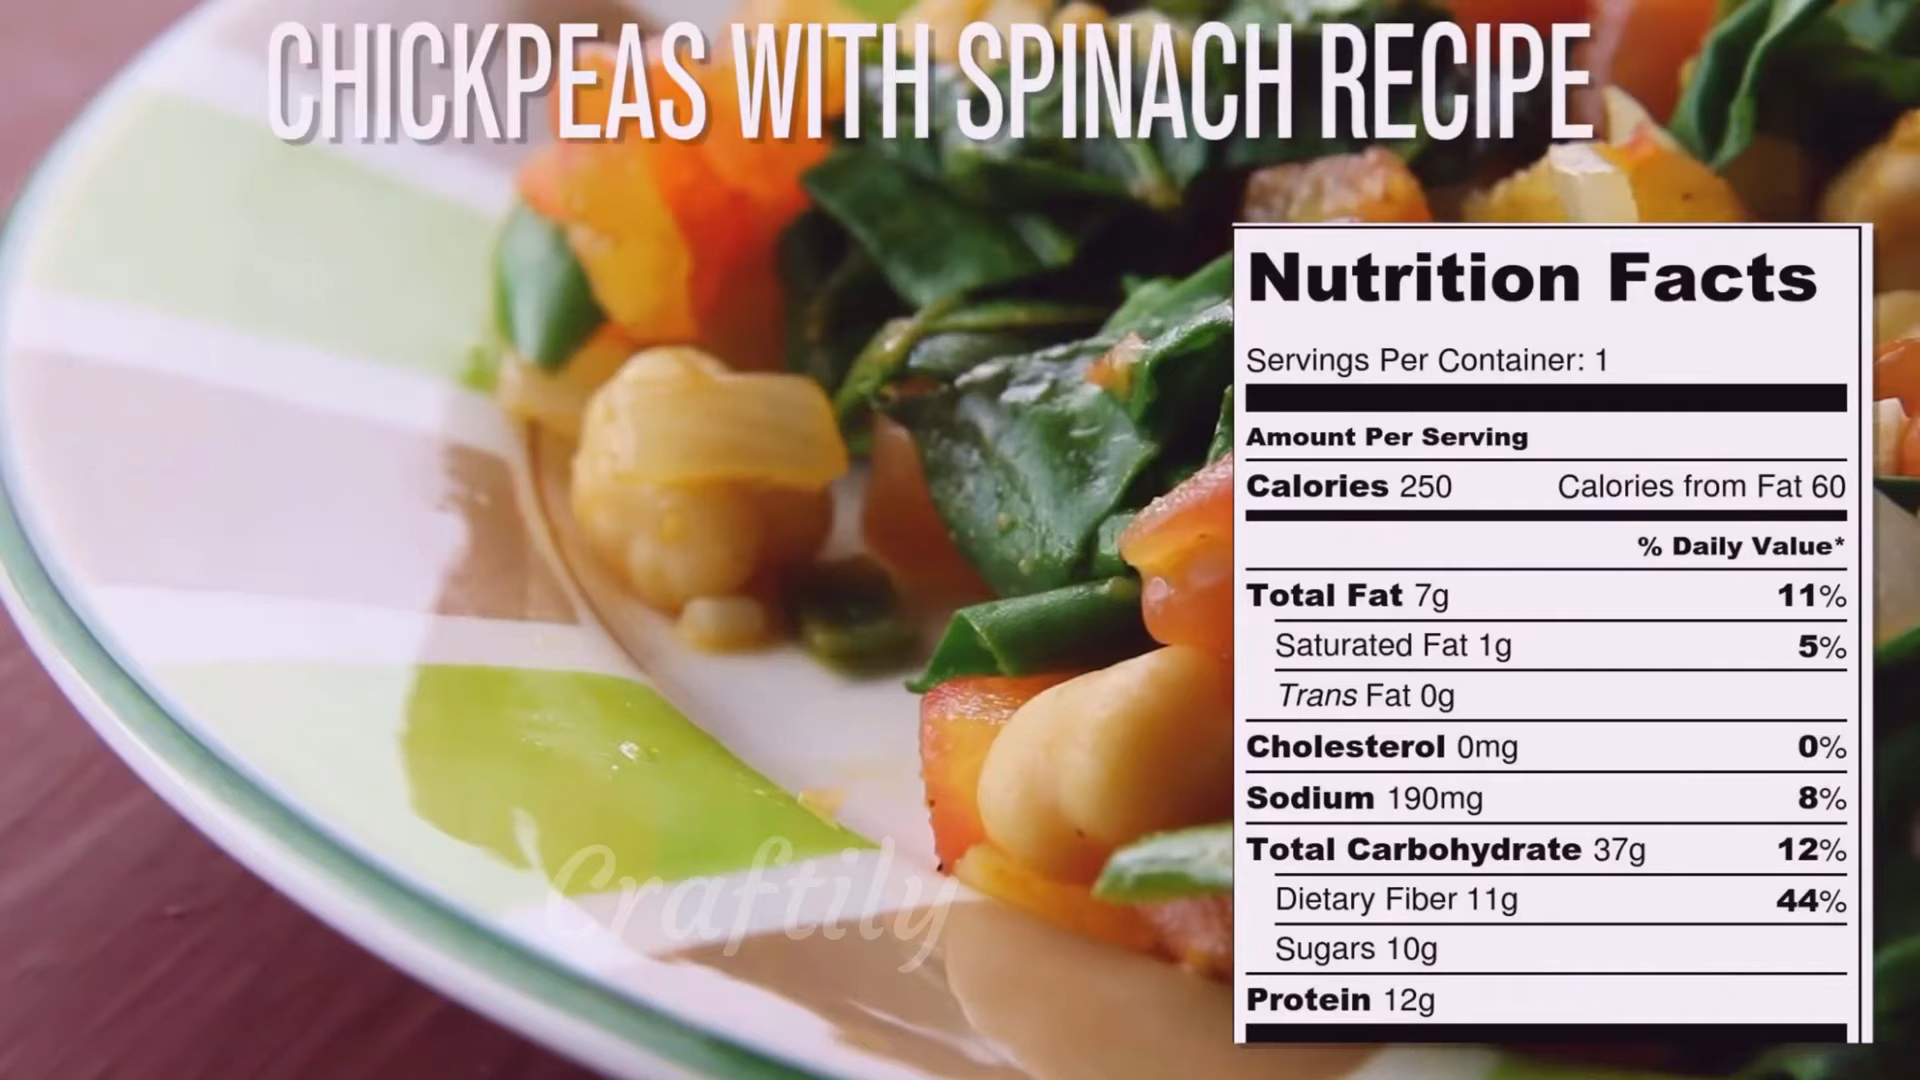 CHICKPEAS WITH SPINACH RECIPE
Nutrition Facts
Servings Per Container: 1
Amount Per Serving
Calories 250 Calories from Fat 60
% Daily Value*
Total Fat 7g 11%
Saturated Fat 1g 5%
Trans Fat 0g
Cholesterol 0mg 0%
Sodium 190mg 8%
Total Carbohydrate 37g 12%
Dietary Fiber 11g 44%
Sugars 10g
Protein 12g
Craftily